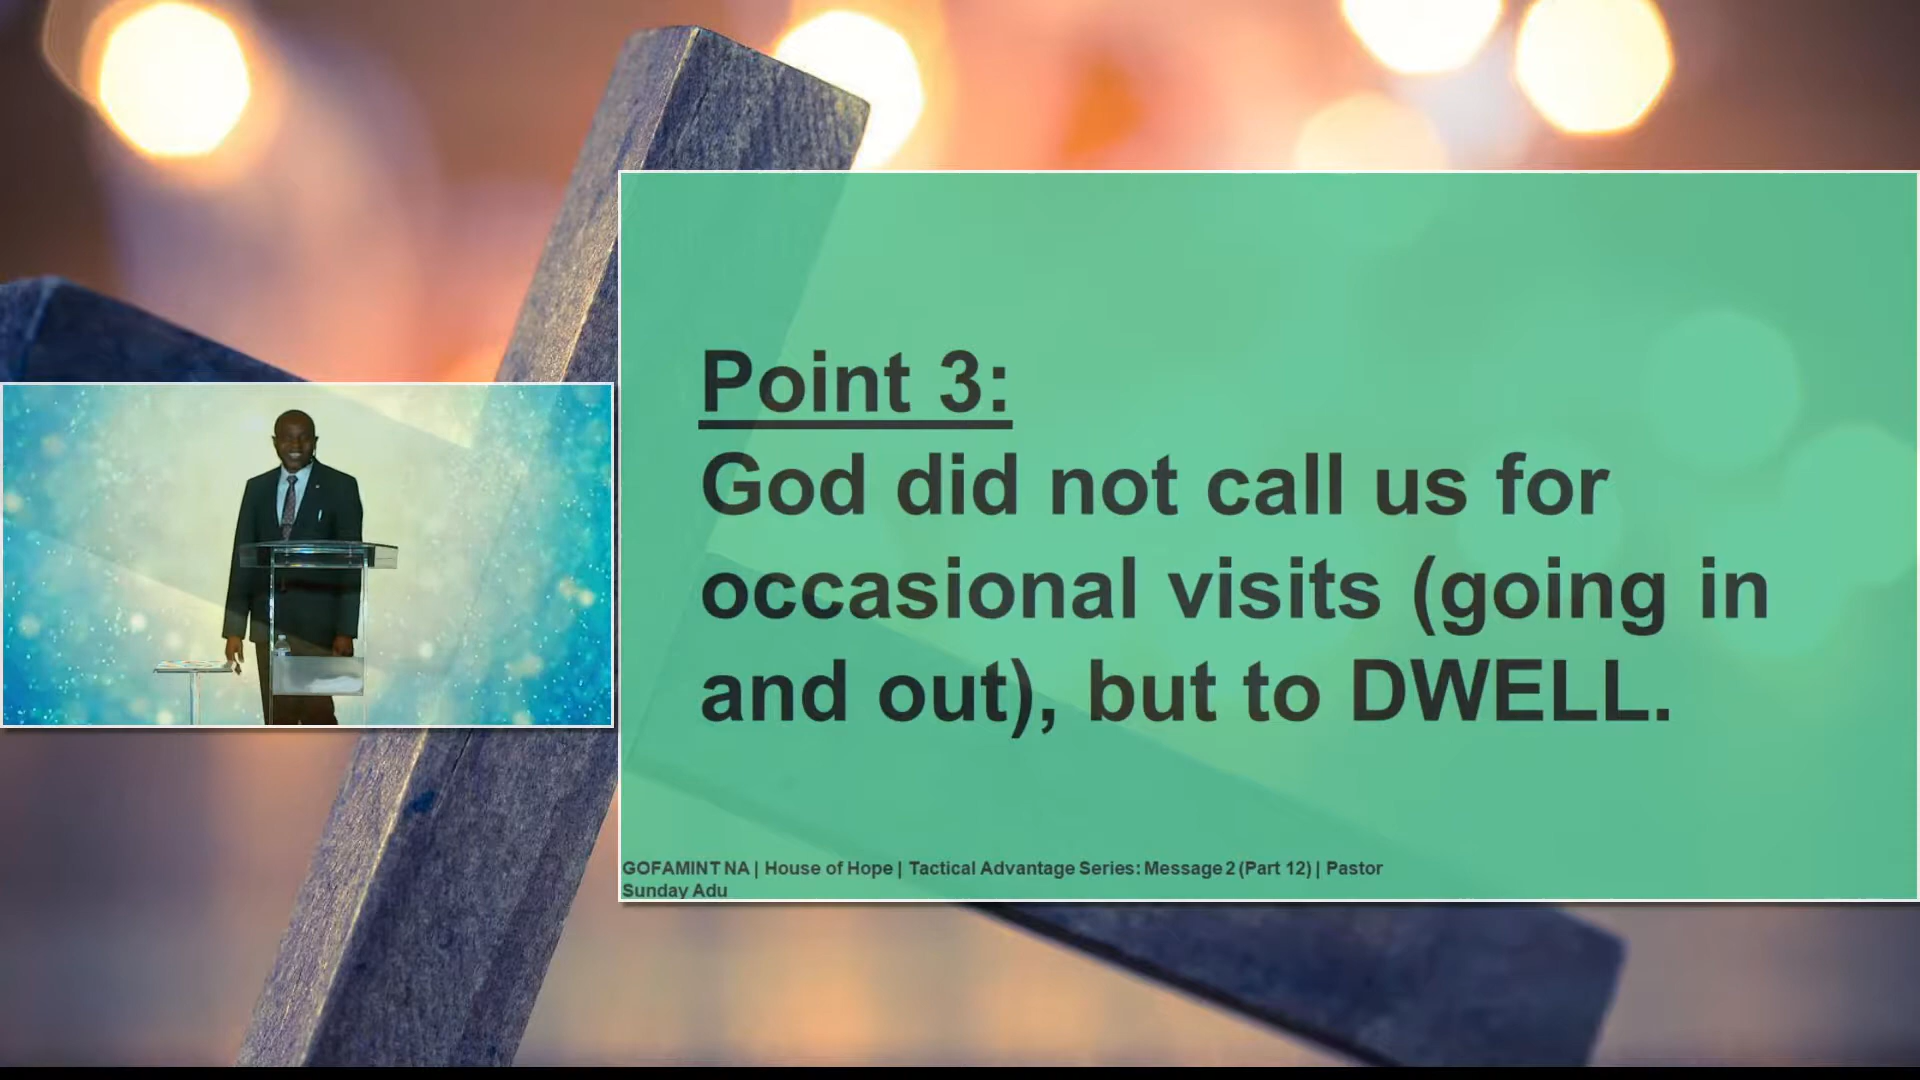 Point 3:
God did not call us for
occasional visits (going in
and out), but to DWELL.
GOFAMINT NA | House of Hope | Tactical Advantage Series: Message 2 (Part 12) | Pastor
Sunday Adu